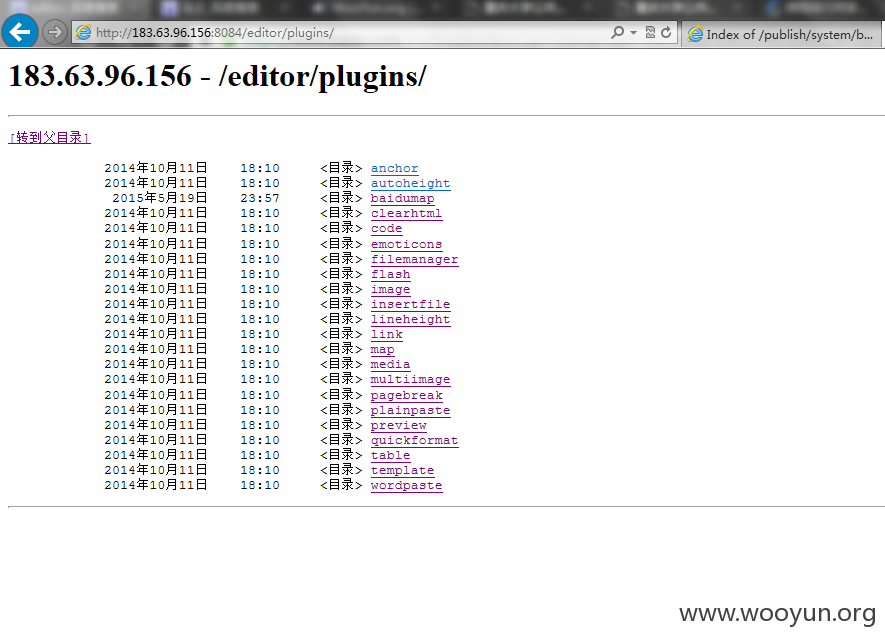 http://183.63.96.156:8084/editor/plugins/
Index of /publish/system/b...
183.63.96.156 - /editor/plugins/
[转到父目录]
2014年10月11日 18:10 <目录> anchor
2014年10月11日 18:10 <目录> autoheight
2015年5月19日 23:57 <目录> baidumap
2014年10月11日 18:10 <目录> clearhtml
2014年10月11日 18:10 <目录> code
2014年10月11日 18:10 <目录> emoticons
2014年10月11日 18:10 <目录> filemanager
2014年10月11日 18:10 <目录> flash
2014年10月11日 18:10 <目录> image
2014年10月11日 18:10 <目录> insertfile
2014年10月11日 18:10 <目录> lineheight
2014年10月11日 18:10 <目录> link
2014年10月11日 18:10 <目录> map
2014年10月11日 18:10 <目录> media
2014年10月11日 18:10 <目录> multiimage
2014年10月11日 18:10 <目录> pagebreak
2014年10月11日 18:10 <目录> plainpaste
2014年10月11日 18:10 <目录> preview
2014年10月11日 18:10 <目录> quickformat
2014年10月11日 18:10 <目录> table
2014年10月11日 18:10 <目录> template
2014年10月11日 18:10 <目录> wordpaste
www.wooyun.org